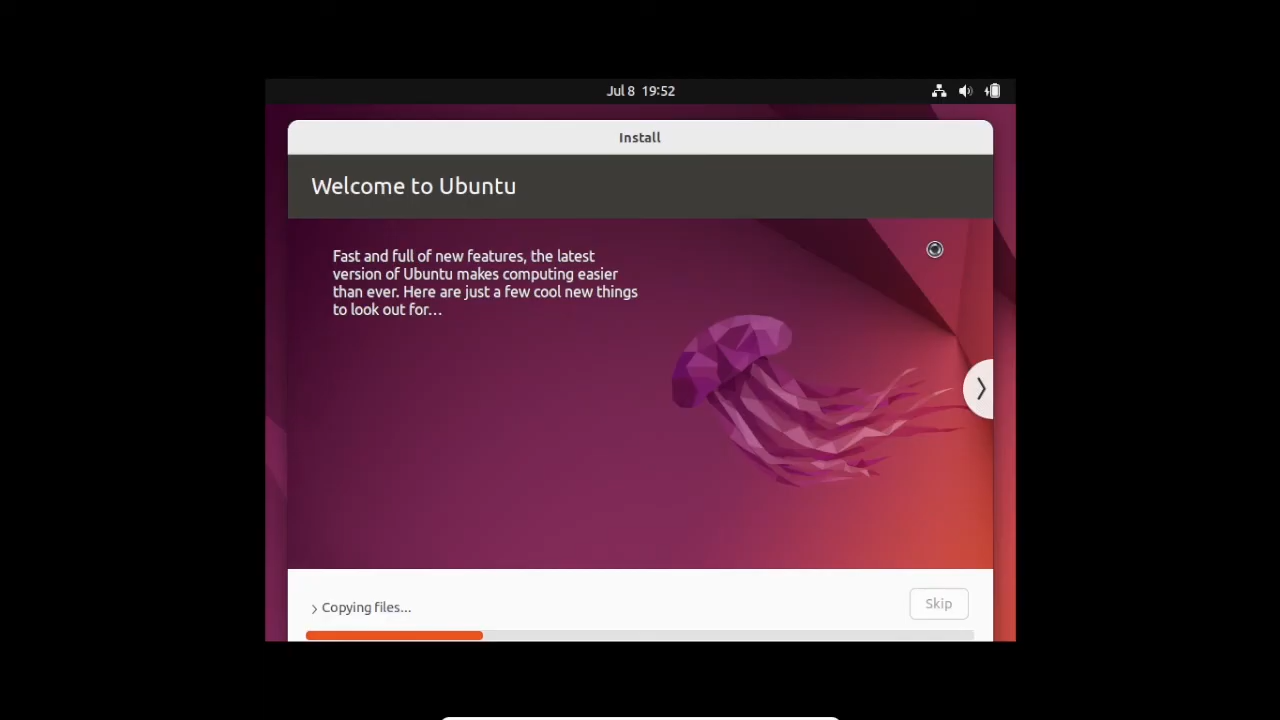 Jul 8 19:52
Install
Welcome to Ubuntu
Fast and full of new features, the latest
version of Ubuntu makes computing easier
than ever. Here are just a few cool new things
to look out for...
Copying files...
Skip